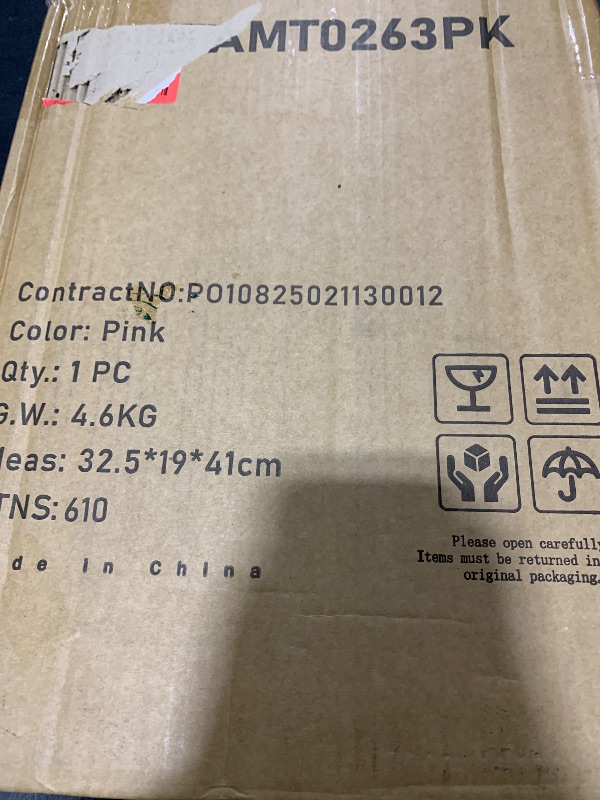 AMT0263PK
ContractNO:PO10825021130012
Color: Pink
Qty.: 1 PC
G.W.: 4.6KG
Meas: 32.5*19*41cm
TNS: 610
de in China
Please open carefully
Items must be returned in
original packaging.